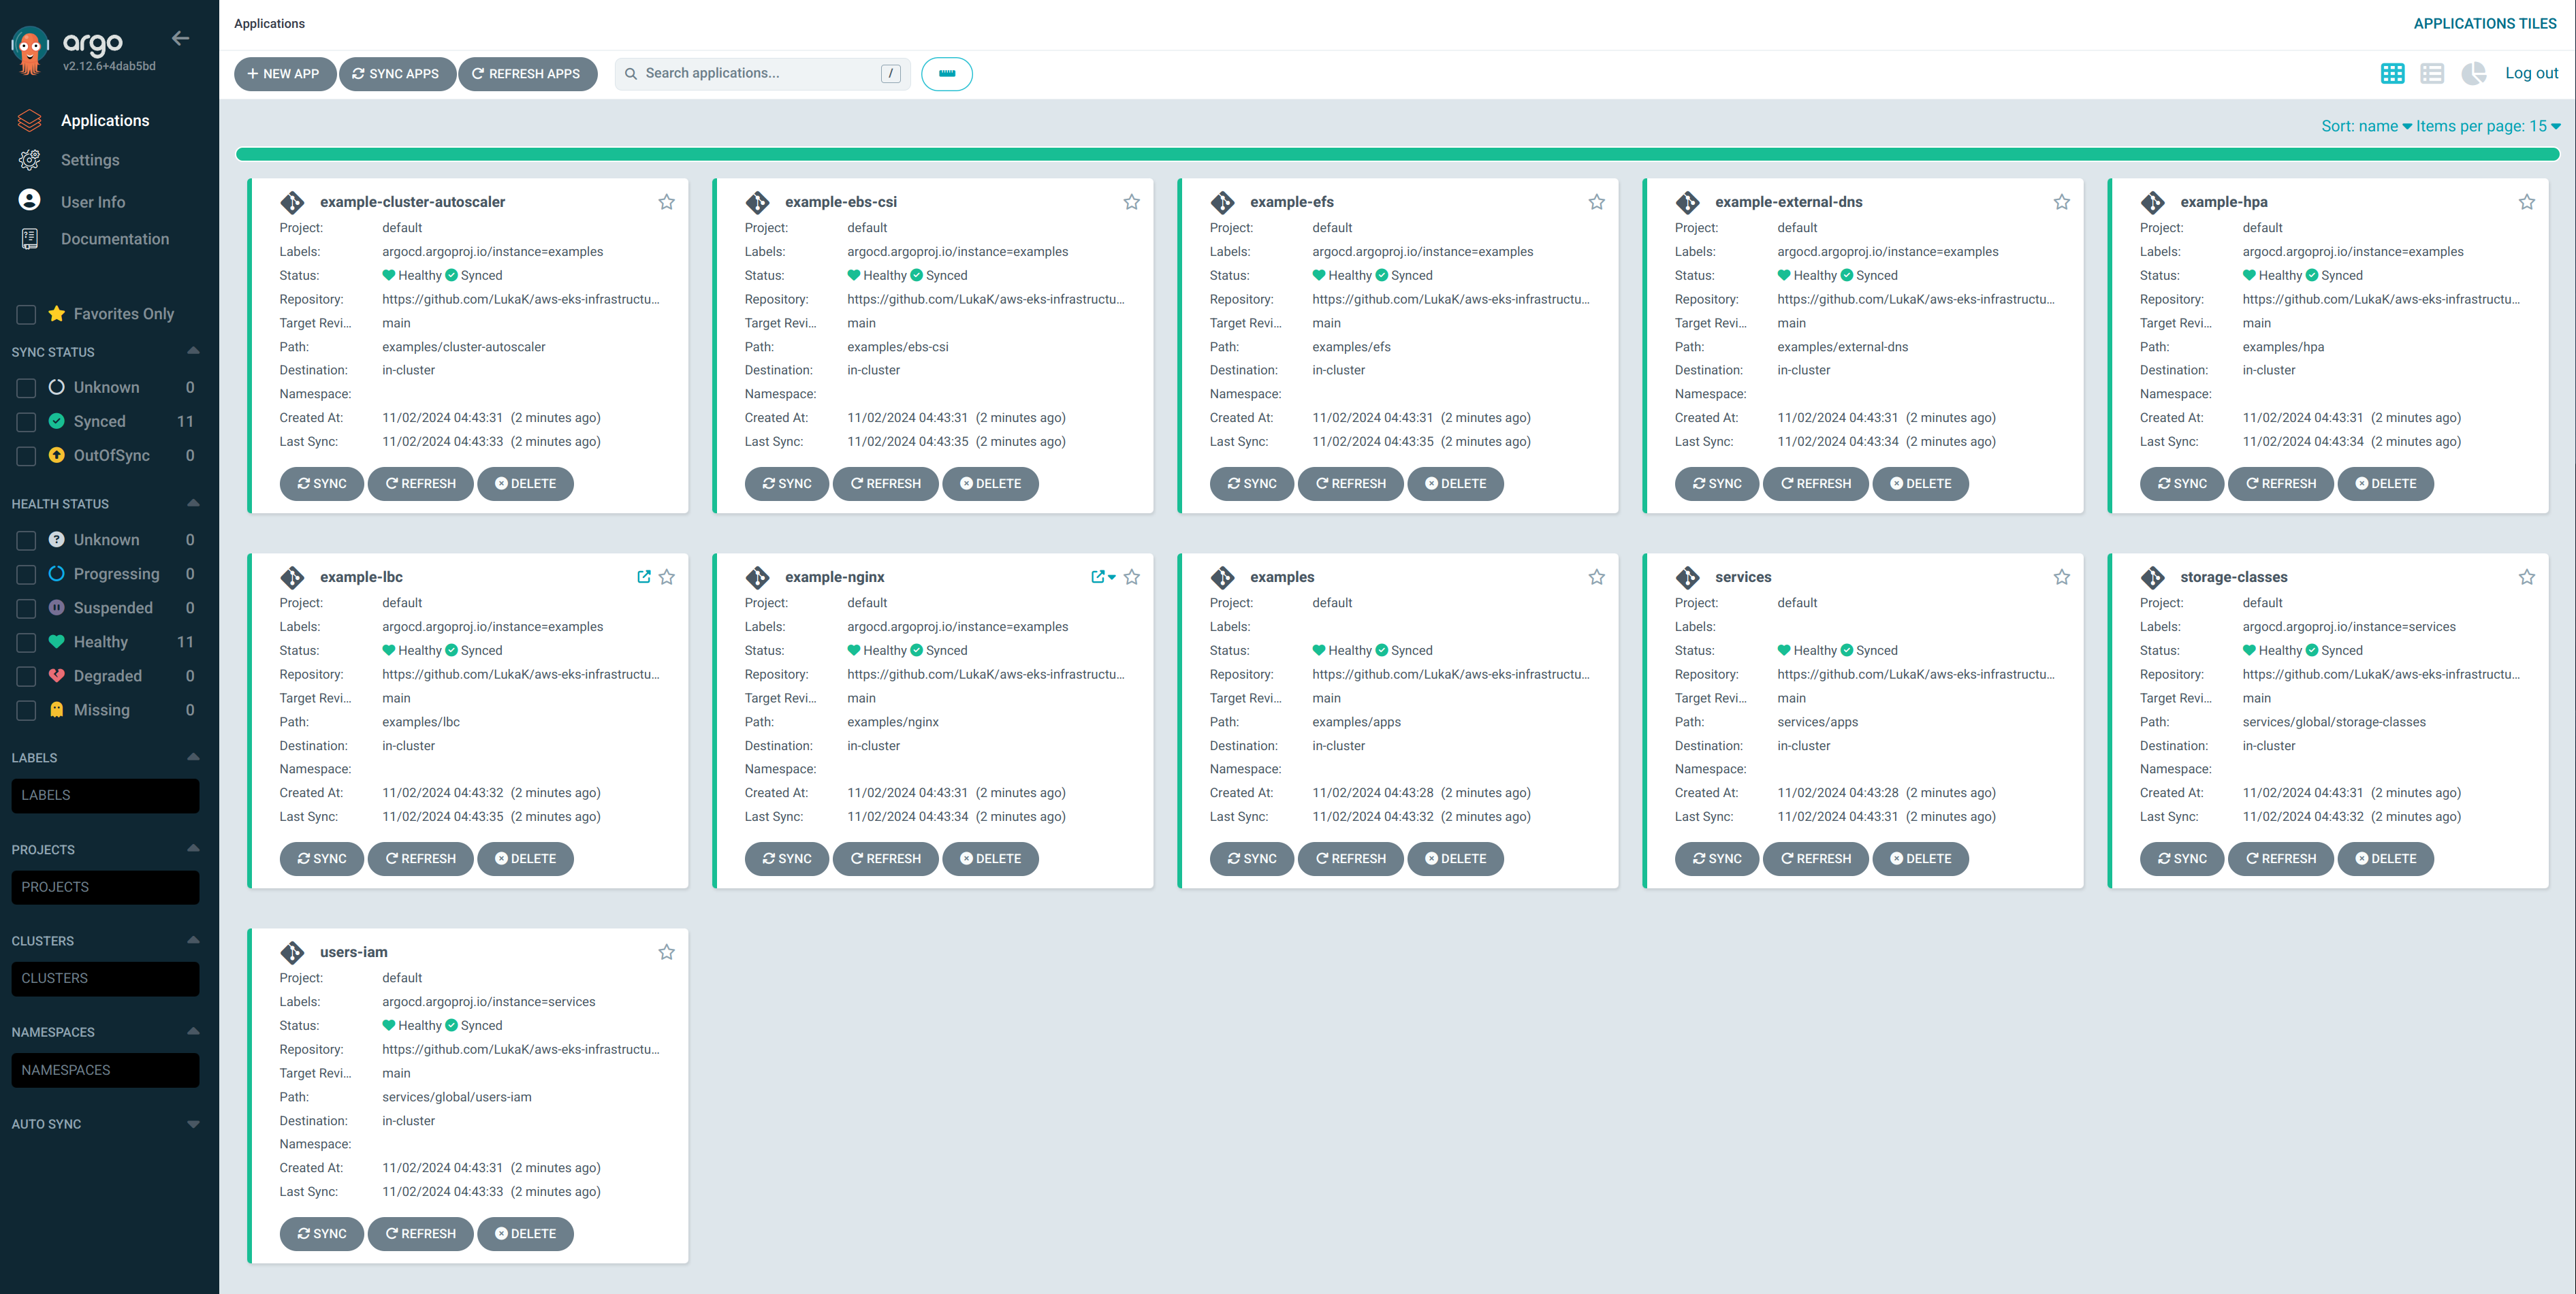 argo
v2.12.6+4dab5bd
Applications
Settings
User Info
Documentation
Favorites Only
SYNC STATUS
Unknown 0
Synced 11
OutOfSync 0
HEALTH STATUS
Unknown 0
Progressing 0
Suspended 0
Healthy 11
Degraded 0
Missing 0
LABELS
LABELS
PROJECTS
PROJECTS
CLUSTERS
CLUSTERS
NAMESPACES
NAMESPACES
AUTO SYNC
Applications
APPLICATIONS TILES
NEW APP SYNC APPS REFRESH APPS Search applications... / Log out
Sort: name Items per page: 15
example-cluster-autoscaler
Project: default
Labels: argocd.argoproj.io/instance=examples
Status: Healthy Synced
Repository: https://github.com/LukaK/aws-eks-infrastructu...
Target Revi... main
Path: examples/cluster-autoscaler
Destination: in-cluster
Namespace:
Created At: 11/02/2024 04:43:31 (2 minutes ago)
Last Sync: 11/02/2024 04:43:33 (2 minutes ago)
SYNC REFRESH DELETE
example-ebs-csi
Project: default
Labels: argocd.argoproj.io/instance=examples
Status: Healthy Synced
Repository: https://github.com/LukaK/aws-eks-infrastructu...
Target Revi... main
Path: examples/ebs-csi
Destination: in-cluster
Namespace:
Created At: 11/02/2024 04:43:31 (2 minutes ago)
Last Sync: 11/02/2024 04:43:35 (2 minutes ago)
SYNC REFRESH DELETE
example-efs
Project: default
Labels: argocd.argoproj.io/instance=examples
Status: Healthy Synced
Repository: https://github.com/LukaK/aws-eks-infrastructu...
Target Revi... main
Path: examples/efs
Destination: in-cluster
Namespace:
Created At: 11/02/2024 04:43:31 (2 minutes ago)
Last Sync: 11/02/2024 04:43:35 (2 minutes ago)
SYNC REFRESH DELETE
example-external-dns
Project: default
Labels: argocd.argoproj.io/instance=examples
Status: Healthy Synced
Repository: https://github.com/LukaK/aws-eks-infrastructu...
Target Revi... main
Path: examples/external-dns
Destination: in-cluster
Namespace:
Created At: 11/02/2024 04:43:31 (2 minutes ago)
Last Sync: 11/02/2024 04:43:34 (2 minutes ago)
SYNC REFRESH DELETE
example-hpa
Project: default
Labels: argocd.argoproj.io/instance=examples
Status: Healthy Synced
Repository: https://github.com/LukaK/aws-eks-infrastructu...
Target Revi... main
Path: examples/hpa
Destination: in-cluster
Namespace:
Created At: 11/02/2024 04:43:31 (2 minutes ago)
Last Sync: 11/02/2024 04:43:34 (2 minutes ago)
SYNC REFRESH DELETE
example-lbc
Project: default
Labels: argocd.argoproj.io/instance=examples
Status: Healthy Synced
Repository: https://github.com/LukaK/aws-eks-infrastructu...
Target Revi... main
Path: examples/lbc
Destination: in-cluster
Namespace:
Created At: 11/02/2024 04:43:32 (2 minutes ago)
Last Sync: 11/02/2024 04:43:35 (2 minutes ago)
SYNC REFRESH DELETE
example-nginx
Project: default
Labels: argocd.argoproj.io/instance=examples
Status: Healthy Synced
Repository: https://github.com/LukaK/aws-eks-infrastructu...
Target Revi... main
Path: examples/nginx
Destination: in-cluster
Namespace:
Created At: 11/02/2024 04:43:31 (2 minutes ago)
Last Sync: 11/02/2024 04:43:34 (2 minutes ago)
SYNC REFRESH DELETE
examples
Project: default
Labels:
Status: Healthy Synced
Repository: https://github.com/LukaK/aws-eks-infrastructu...
Target Revi... main
Path: examples/apps
Destination: in-cluster
Namespace:
Created At: 11/02/2024 04:43:28 (2 minutes ago)
Last Sync: 11/02/2024 04:43:32 (2 minutes ago)
SYNC REFRESH DELETE
services
Project: default
Labels:
Status: Healthy Synced
Repository: https://github.com/LukaK/aws-eks-infrastructu...
Target Revi... main
Path: services/apps
Destination: in-cluster
Namespace:
Created At: 11/02/2024 04:43:28 (2 minutes ago)
Last Sync: 11/02/2024 04:43:31 (2 minutes ago)
SYNC REFRESH DELETE
storage-classes
Project: default
Labels: argocd.argoproj.io/instance=services
Status: Healthy Synced
Repository: https://github.com/LukaK/aws-eks-infrastructu...
Target Revi... main
Path: services/global/storage-classes
Destination: in-cluster
Namespace:
Created At: 11/02/2024 04:43:31 (2 minutes ago)
Last Sync: 11/02/2024 04:43:32 (2 minutes ago)
SYNC REFRESH DELETE
users-iam
Project: default
Labels: argocd.argoproj.io/instance=services
Status: Healthy Synced
Repository: https://github.com/LukaK/aws-eks-infrastructu...
Target Revi... main
Path: services/global/users-iam
Destination: in-cluster
Namespace:
Created At: 11/02/2024 04:43:31 (2 minutes ago)
Last Sync: 11/02/2024 04:43:33 (2 minutes ago)
SYNC REFRESH DELETE